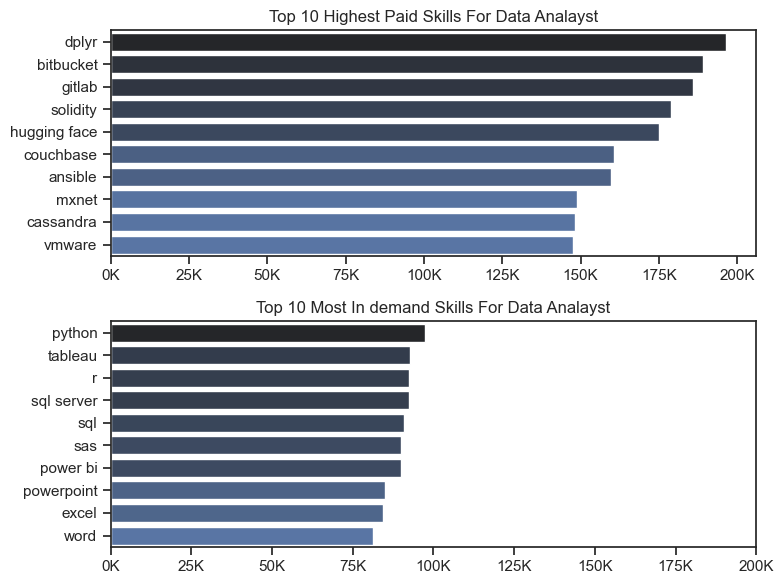 Top 10 Highest Paid Skills For Data Analayst
dplyr
bitbucket
gitlab
solidity
hugging face
couchbase
ansible
mxnet
cassandra
vmware
0K 25K 50K 75K 100K 125K 150K 175K 200K
Top 10 Most In demand Skills For Data Analayst
python
tableau
r
sql server
sql
sas
power bi
powerpoint
excel
word
0K 25K 50K 75K 100K 125K 150K 175K 200K